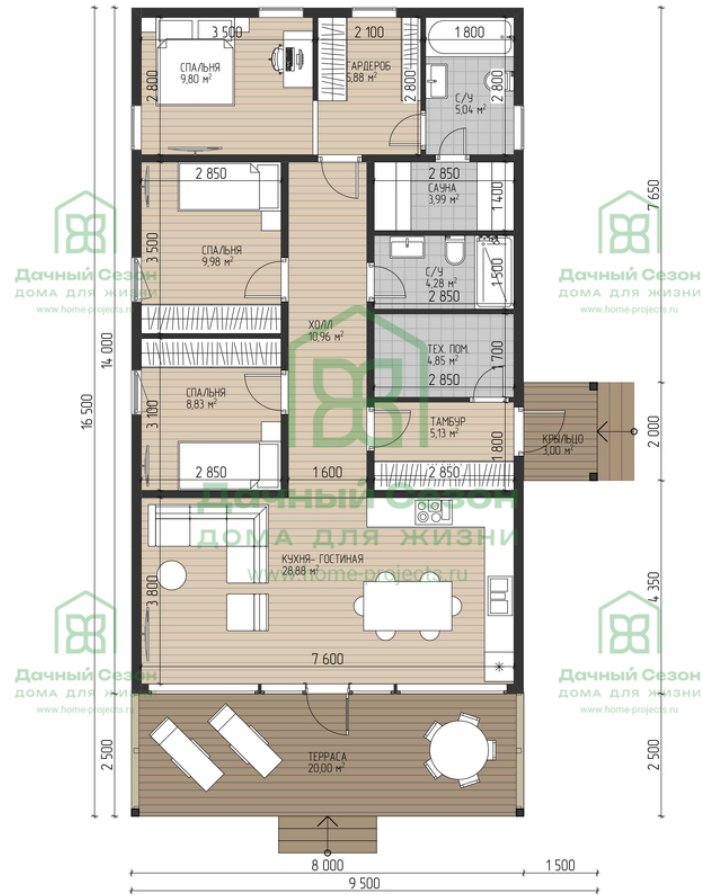 3 500
2 100
1 800
СПАЛЬНЯ
9,80 м²
2 800
ГАРДЕРОБ
5,88 м²
2 800
С/У
5,04 м²
2 800
2 850
СПАЛЬНЯ
9,98 м²
3 500
2 850
САУНА
3,99 м²
1 400
С/У
4,28 м²
2 850
1 500
7 650
Дачный Сезон
ДОМА ДЛЯ ЖИЗНИ
www.home-projects.ru
Дачный Сезон
ДОМА ДЛЯ ЖИЗНИ
www.home-projects.ru
ХОЛЛ
10,96 м²
ТЕХ. ПОМ.
4,85 м²
2 850
1 700
14 000
16 500
СПАЛЬНЯ
8,83 м²
3 100
2 850
1 600
ТАМБУР
5,13 м²
1 800
2 850
КРЫЛЬЦО
3,00 м²
2 000
Дачный Сезон
ДОМА ДЛЯ ЖИЗНИ
www.home-projects.ru
КУХНЯ- ГОСТИНАЯ
28,88 м²
3 800
7 600
4 350
Дачный Сезон
ДОМА ДЛЯ ЖИЗНИ
www.home-projects.ru
Дачный Сезон
ДОМА ДЛЯ ЖИЗНИ
www.home-projects.ru
2 500
ТЕРРАСА
20,00 м²
2 500
8 000
1 500
9 500